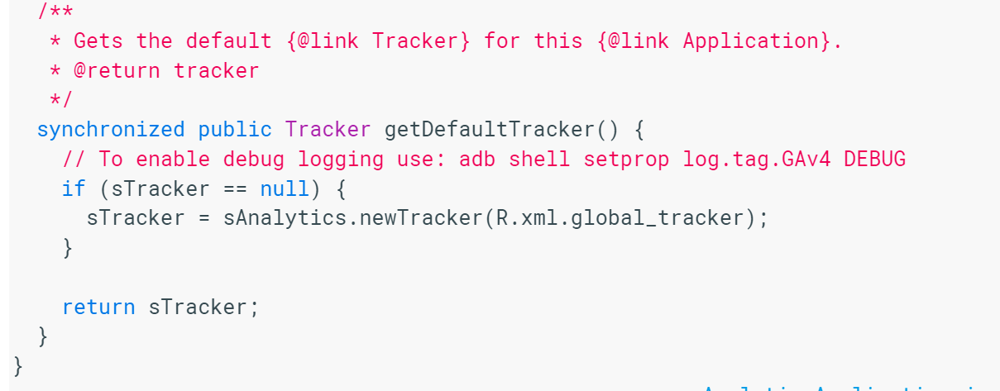 /**
* Gets the default {@link Tracker} for this {@link Application}.
* @return tracker
*/
synchronized public Tracker getDefaultTracker() {
// To enable debug logging use: adb shell setprop log.tag.GAv4 DEBUG
if (sTracker == null) {
sTracker = sAnalytics.newTracker(R.xml.global_tracker);
}
return sTracker;
}
}